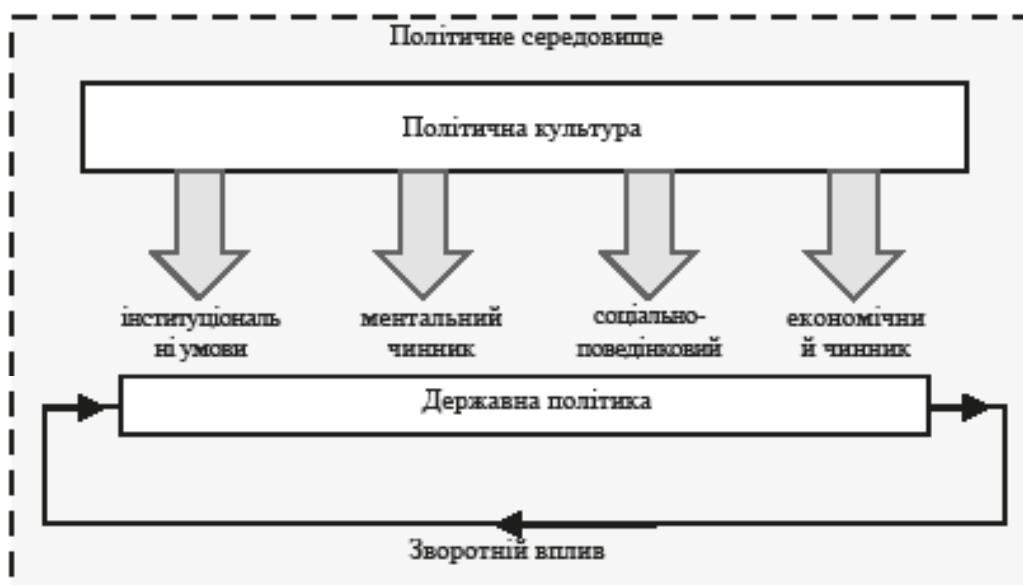 Політичне середовище
Політична культура
інституціональ
ні умови
ментальний
чинник
соціально-
поведінковий
економічни
й чинник
Державна політика
Зворотній вплив